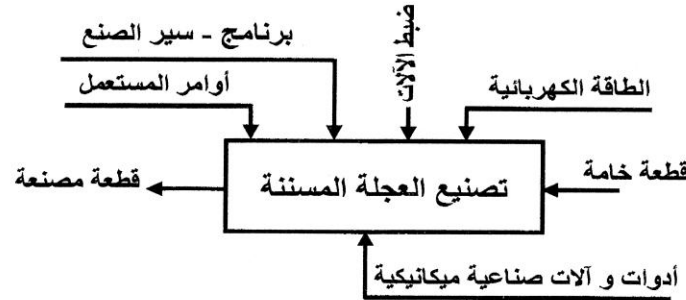 برنامج - سير الصنع
ضبط الآلات
أوامر المستعمل
الطاقة الكهربائية
قطعة خامة
تصنيع العجلة المسننة
قطعة مصنعة
أدوات و آلات صناعية ميكانيكية